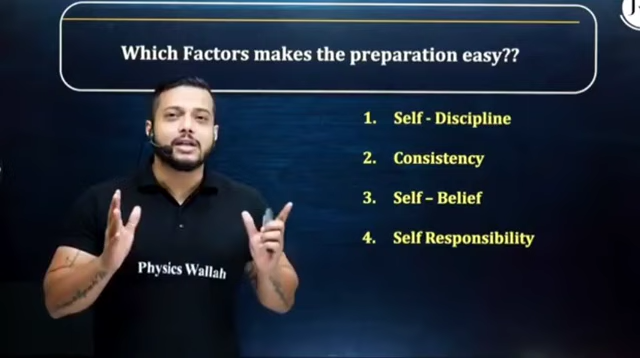 Which Factors makes the preparation easy??
1. Self - Discipline
2. Consistency
3. Self – Belief
4. Self Responsibility
Physics Wallah